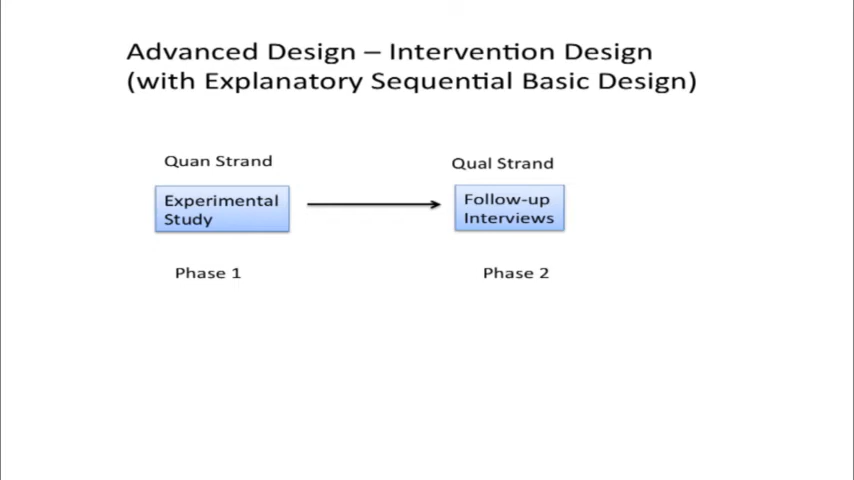 Advanced Design – Intervention Design
(with Explanatory Sequential Basic Design)
Quan Strand
Qual Strand
Experimental
Study
Follow-up
Interviews
Phase 1
Phase 2